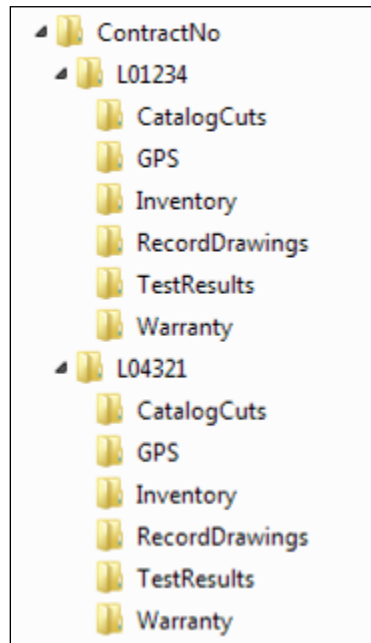 ContractNo
L01234
CatalogCuts
GPS
Inventory
RecordDrawings
TestResults
Warranty
L04321
CatalogCuts
GPS
Inventory
RecordDrawings
TestResults
Warranty